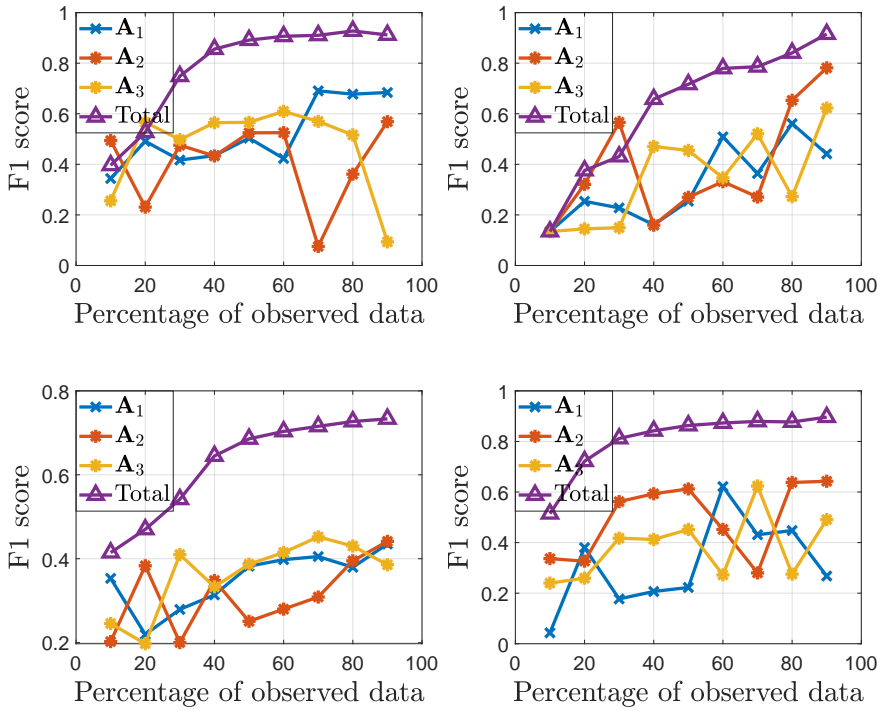 1
0.8
0.6
0.4
0.2
0
0 20 40 60 80 100
F1 score
Percentage of observed data
A₁
A₂
A₃
Total
1
0.8
0.6
0.4
0.2
0
0 20 40 60 80 100
F1 score
Percentage of observed data
A₁
A₂
A₃
Total
0.8
0.6
0.4
0.2
0 20 40 60 80 100
F1 score
Percentage of observed data
A₁
A₂
A₃
Total
1
0.8
0.6
0.4
0.2
0
0 20 40 60 80 100
F1 score
Percentage of observed data
A₁
A₂
A₃
Total